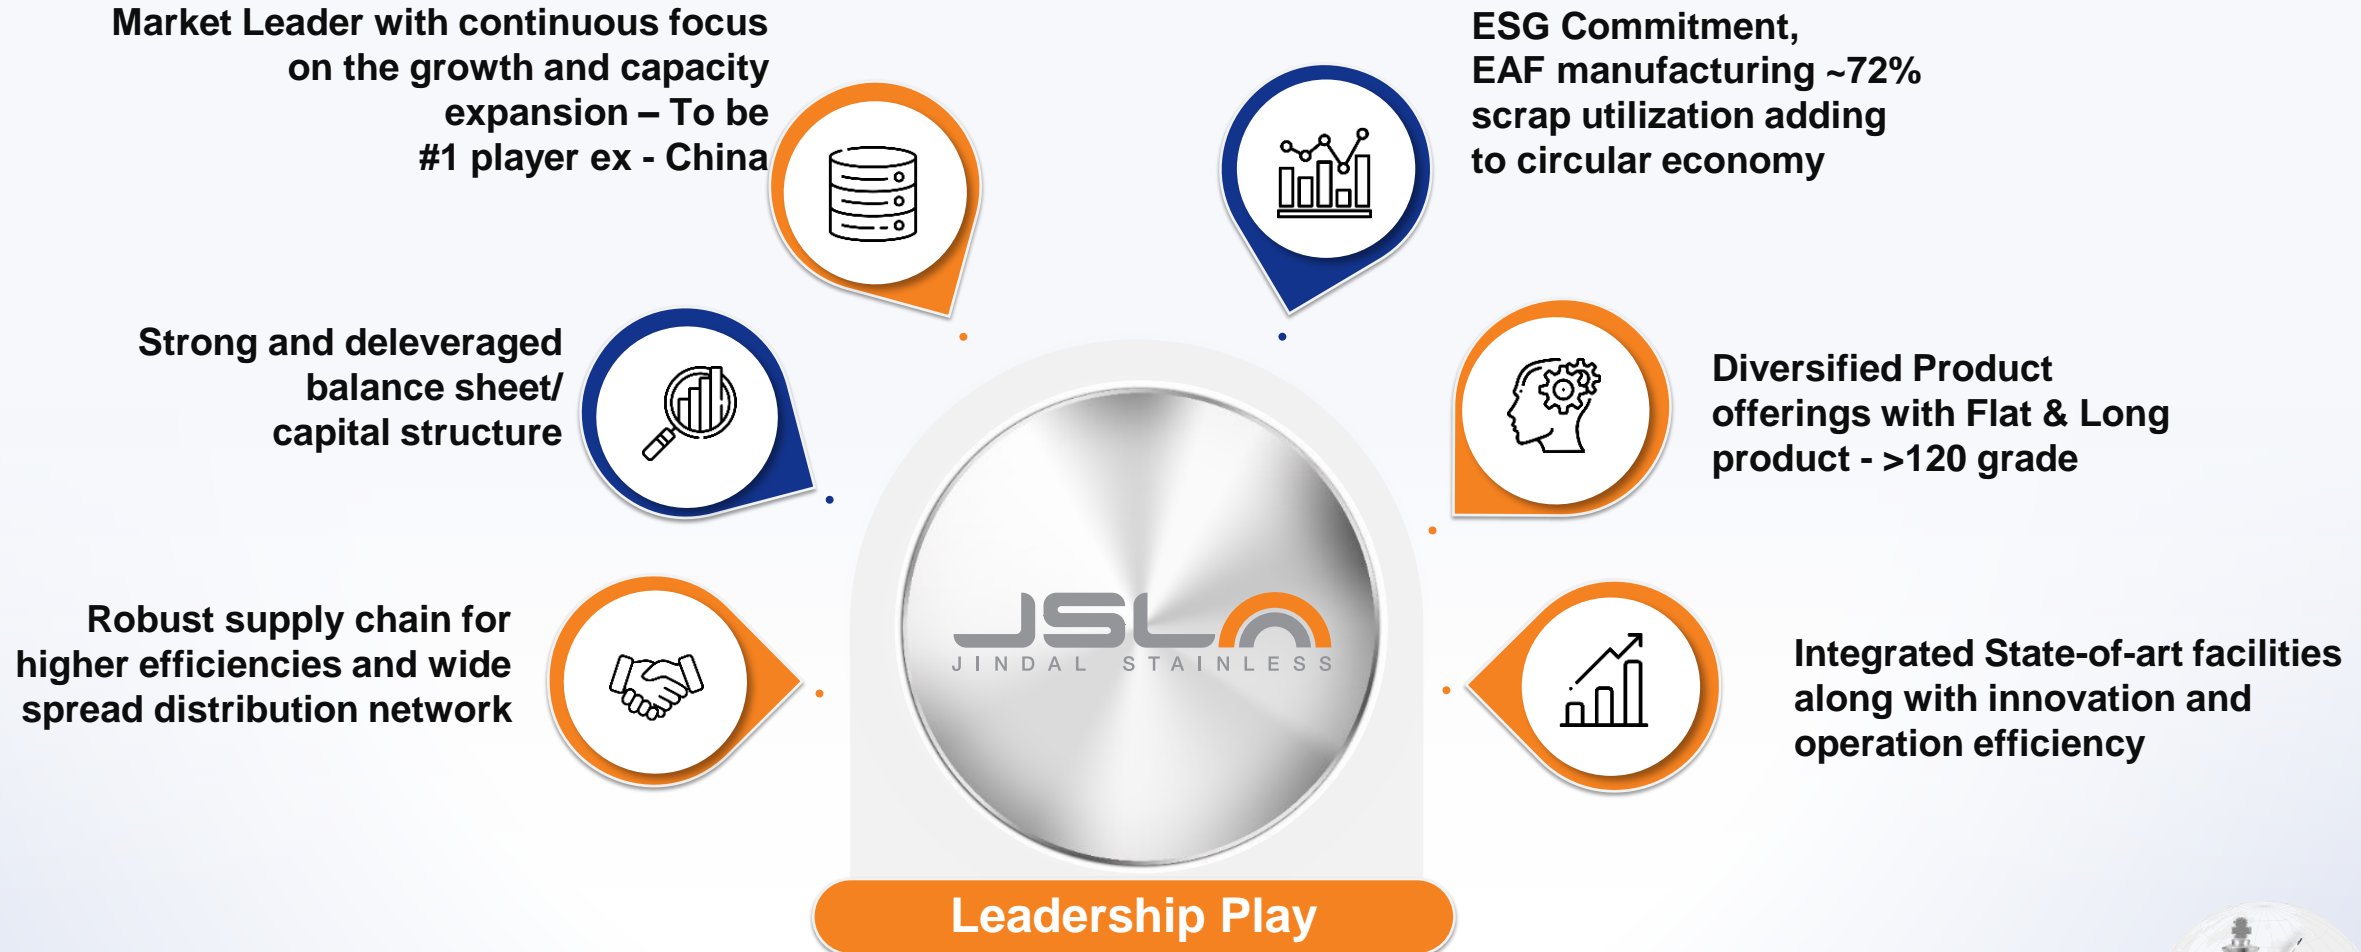 Market Leader with continuous focus
on the growth and capacity
expansion – To be
#1 player ex - China
ESG Commitment,
EAF manufacturing ~72%
scrap utilization adding
to circular economy
Strong and deleveraged
balance sheet/
capital structure
Diversified Product
offerings with Flat & Long
product - >120 grade
Robust supply chain for
higher efficiencies and wide
spread distribution network
JSL
JINDAL STAINLESS
Integrated State-of-art facilities
along with innovation and
operation efficiency
Leadership Play